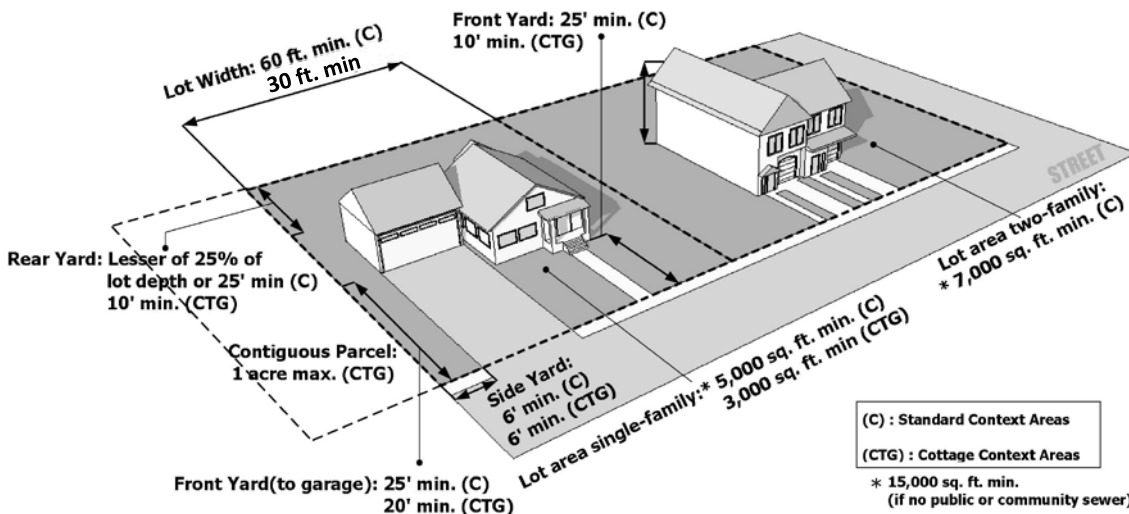 Front Yard: 25' min. (C)
10' min. (CTG)
Lot Width: 60 ft. min. (C)
30 ft. min
STREET
Rear Yard: Lesser of 25% of
lot depth or 25' min (C)
10' min. (CTG)
Lot area two-family:
* 7,000 sq. ft. min. (C)
Contiguous Parcel:
1 acre max. (CTG)
Side Yard:
6' min. (C)
6' min. (CTG)
Lot area single-family:* 5,000 sq. ft. min. (C)
3,000 sq. ft. min (CTG)
Front Yard(to garage): 25' min. (C)
20' min. (CTG)
(C) : Standard Context Areas
(CTG) : Cottage Context Areas
* 15,000 sq. ft. min.
(if no public or community sewer)